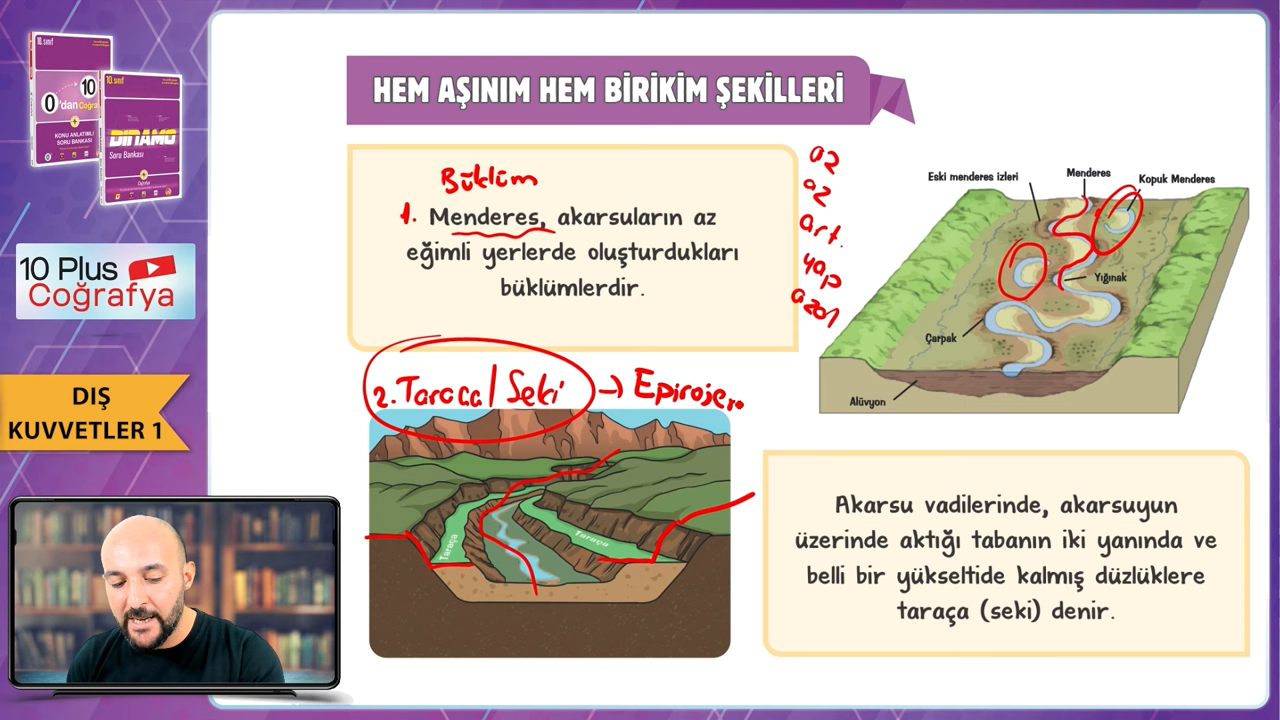 10.sınıf
0'dan
10
KONU ANLATIMLI
SORU BANKASI
10.sınıf
DINAMO
Soru Bankası
Coğrafya
10 Plus
Coğrafya
DIŞ
KUVVETLER 1
HEM AŞINIM HEM BİRİKİM ŞEKİLLERİ
Büklüm
1. Menderes, akarsuların az
eğimli yerlerde oluşturdukları
büklümlerdir.
az
az
art.
yap
azal
Eski menderes izleri
Menderes
Kopuk Menderes
Yığınak
Çarpak
Alüvyon
2. Taraça / Seki → Epirojen
Taraça
Taraça
Akarsu vadilerinde, akarsuyun
üzerinde aktığı tabanın iki yanında ve
belli bir yükseltide kalmış düzlüklere
taraça (seki) denir.